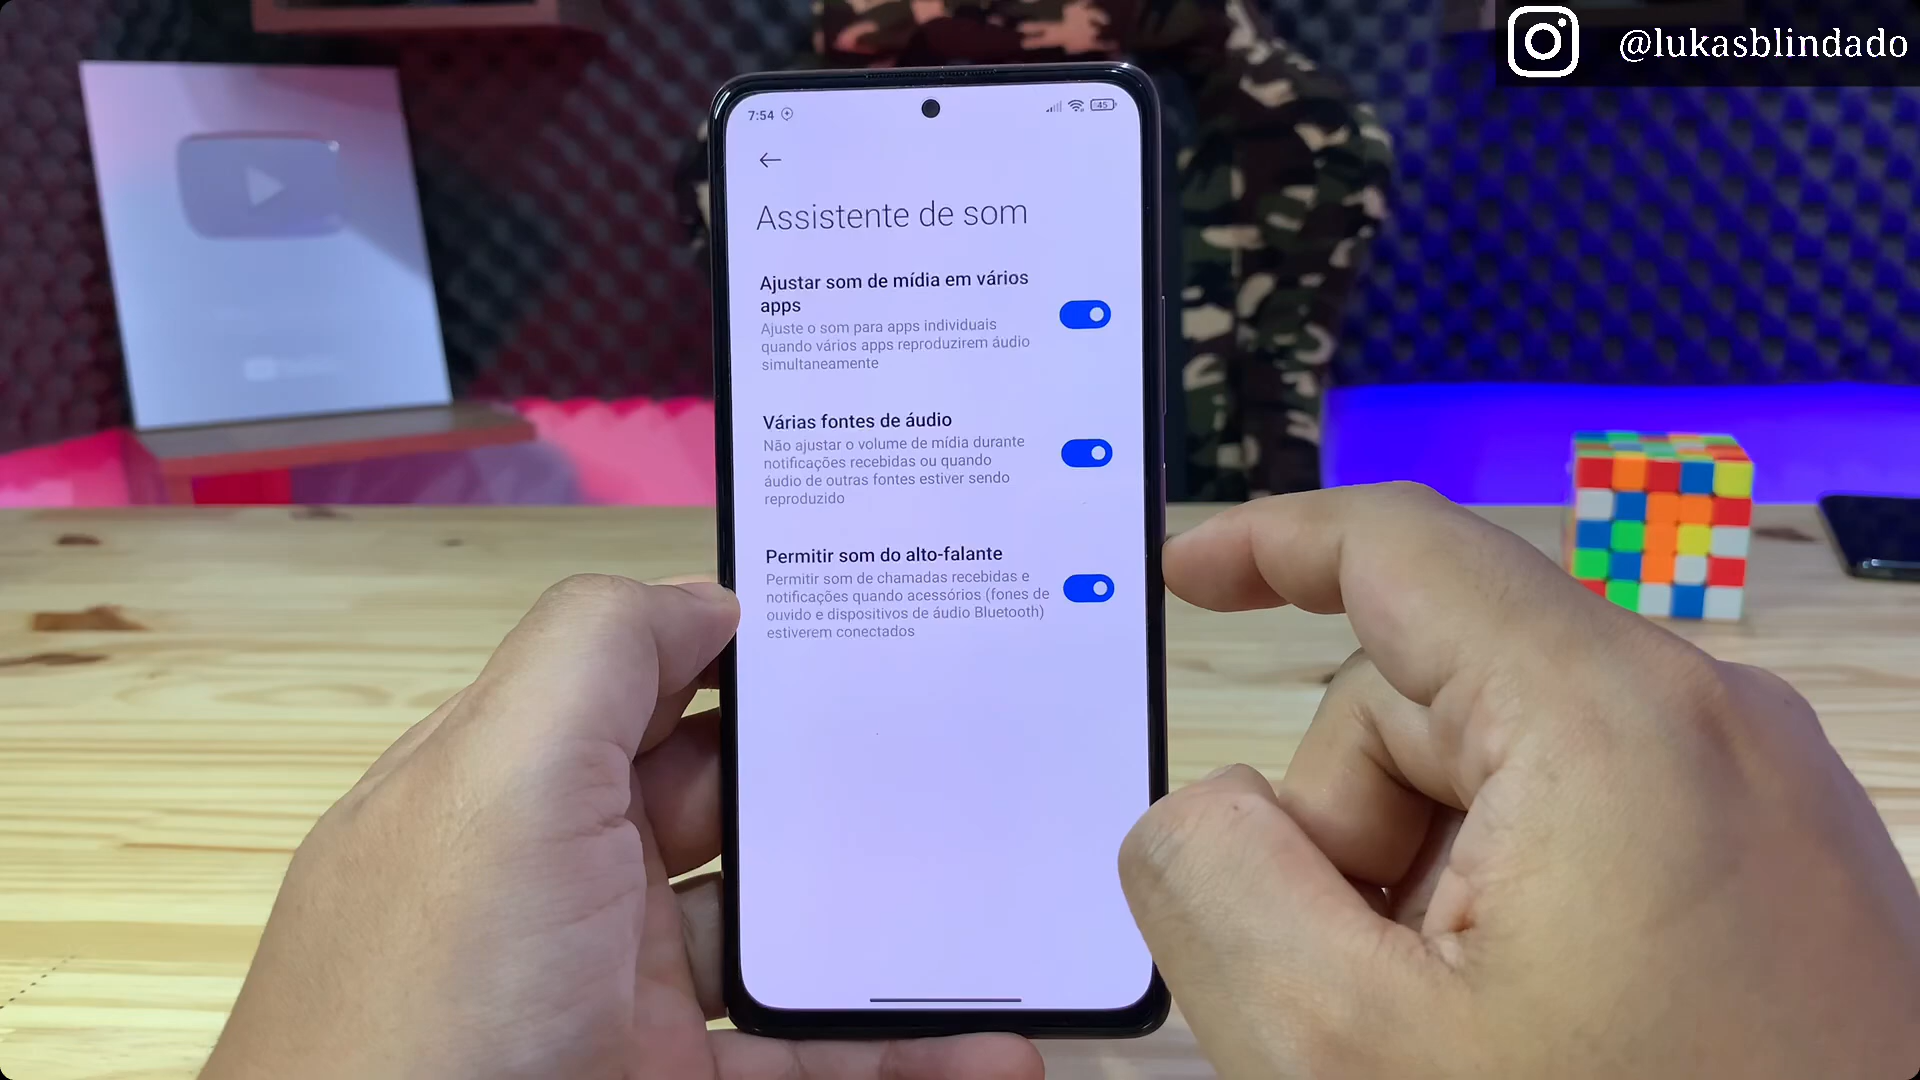 @lukasblindado
7:54
45
Assistente de som
Ajustar som de mídia em vários
apps
Ajuste o som para apps individuais
quando vários apps reproduzirem áudio
simultaneamente
Várias fontes de áudio
Não ajustar o volume de mídia durante
notificações recebidas ou quando
áudio de outras fontes estiver sendo
reproduzido
Permitir som do alto-falante
Permitir som de chamadas recebidas e
notificações quando acessórios (fones de
ouvido e dispositivos de áudio Bluetooth)
estiverem conectados